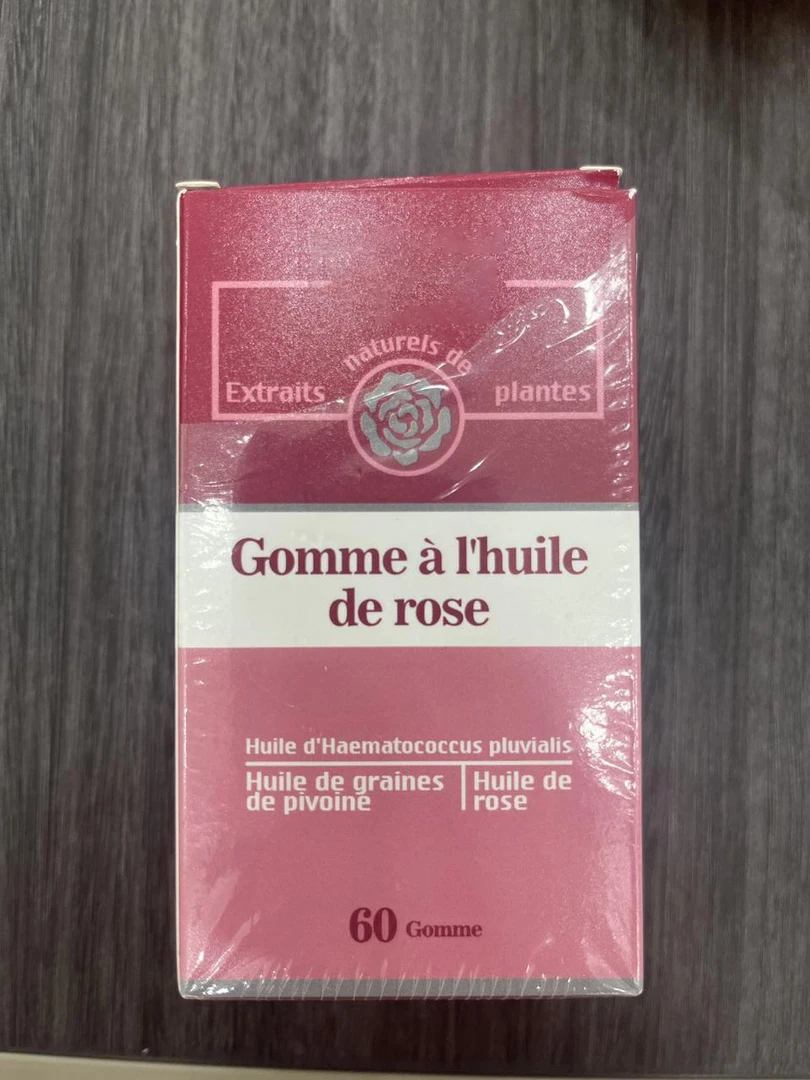 Extraits naturels de plantes
Gomme à l'huile
de rose
Huile d'Haematococcus pluvialis
Huile de graines
de pivoine
Huile de
rose
60 Gomme